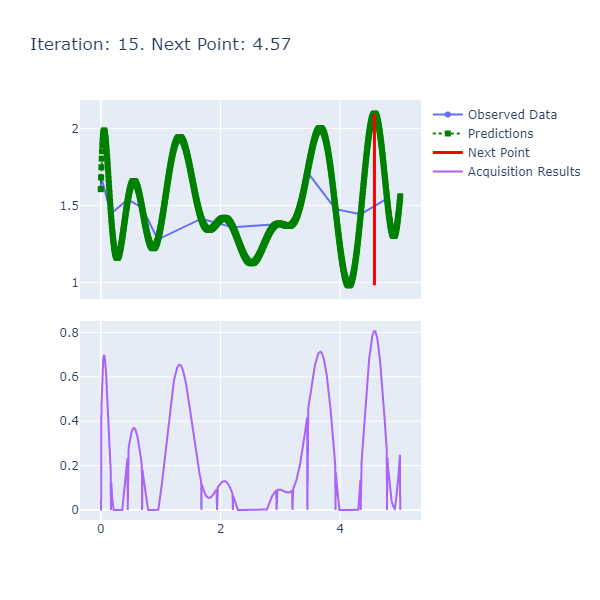 Iteration: 15. Next Point: 4.57
Observed Data
Predictions
Next Point
Acquisition Results
2
1.5
1
0.8
0.6
0.4
0.2
0
0
2
4